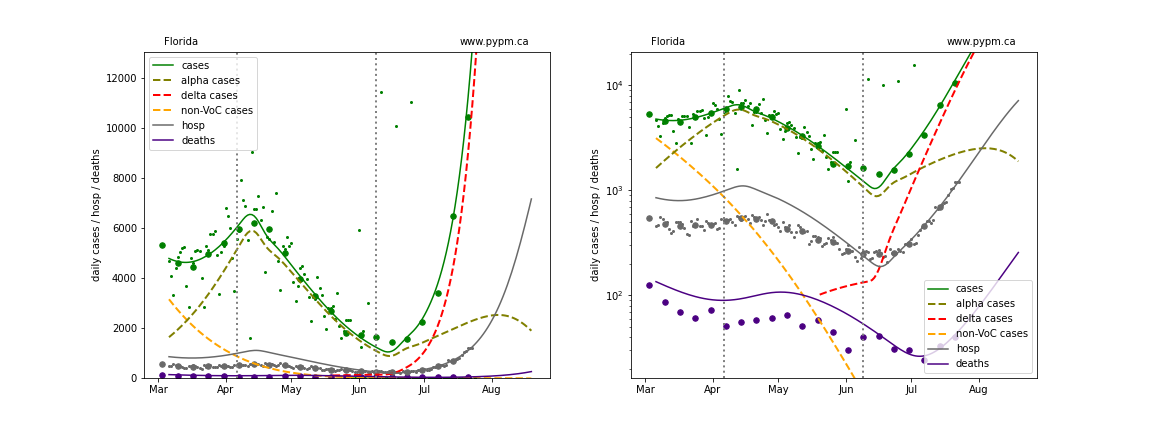 Florida
www.pypm.ca
daily cases / hosp / deaths
12000
10000
8000
6000
4000
2000
0
cases
alpha cases
delta cases
non-VoC cases
hosp
deaths
Mar
Apr
May
Jun
Jul
Aug
Florida
www.pypm.ca
daily cases / hosp / deaths
10⁴
10³
10²
cases
alpha cases
delta cases
non-VoC cases
hosp
deaths
Mar
Apr
May
Jun
Jul
Aug